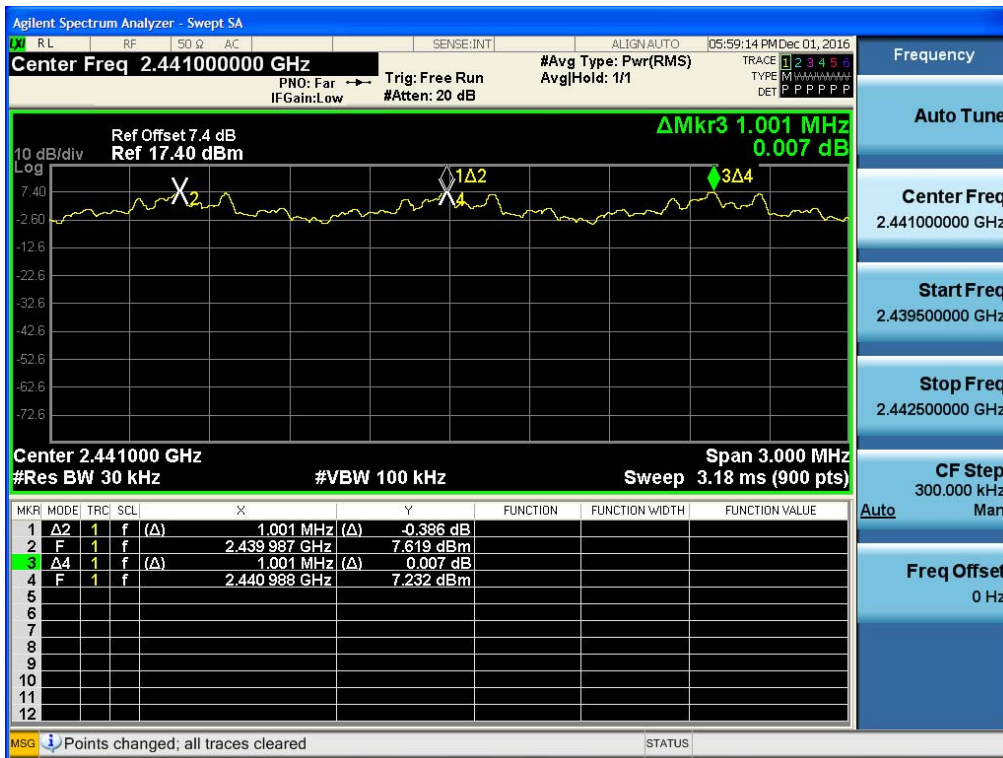 Agilent Spectrum Analyzer - Swept SA
LXI RL RF 50 Ω AC SENSE:INT ALIGN AUTO 05:59:14 PM Dec 01, 2016
Center Freq 2.441000000 GHz
PNO: Far
IFGain:Low
Trig: Free Run
#Atten: 20 dB
#Avg Type: Pwr(RMS)
Avg|Hold: 1/1
TRACE 1 2 3 4 5 6
TYPE M
DET P P P P P P
Ref Offset 7.4 dB
Ref 17.40 dBm
10 dB/div
Log
ΔMkr3 1.001 MHz
0.007 dB
7.40
-2.60
-12.6
-22.6
-32.6
-42.6
-52.6
-62.6
-72.6
2
1Δ2
4
3Δ4
Center 2.441000 GHz
#Res BW 30 kHz
#VBW 100 kHz
Span 3.000 MHz
Sweep 3.18 ms (900 pts)
MKR MODE TRC SCL X Y FUNCTION FUNCTION WIDTH FUNCTION VALUE
1 Δ2 1 f (Δ) 1.001 MHz (Δ) -0.386 dB
2 F 1 f 2.439 987 GHz 7.619 dBm
3 Δ4 1 f (Δ) 1.001 MHz (Δ) 0.007 dB
4 F 1 f 2.440 988 GHz 7.232 dBm
5
6
7
8
9
10
11
12
MSG Points changed; all traces cleared STATUS
Frequency
Auto Tune
Center Freq
2.441000000 GHz
Start Freq
2.439500000 GHz
Stop Freq
2.442500000 GHz
CF Step
300.000 kHz
Auto Man
Freq Offset
0 Hz